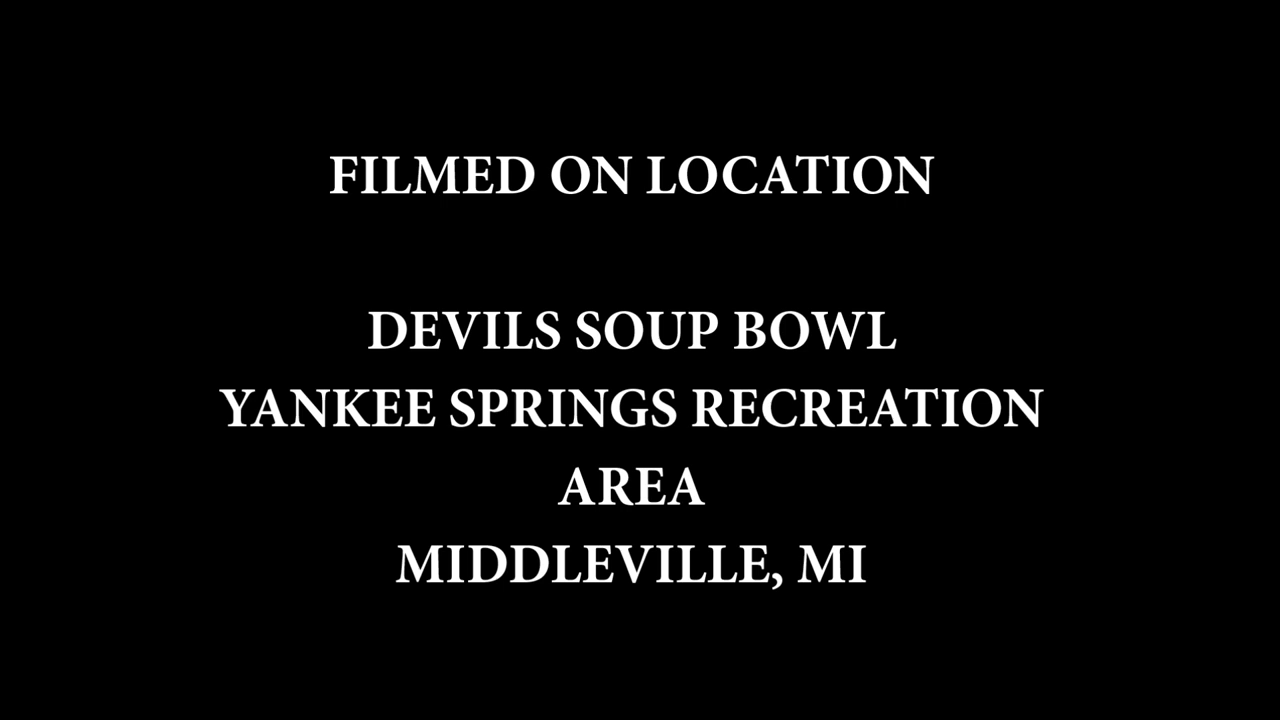 FILMED ON LOCATION
DEVILS SOUP BOWL
YANKEE SPRINGS RECREATION
AREA
MIDDLEVILLE, MI